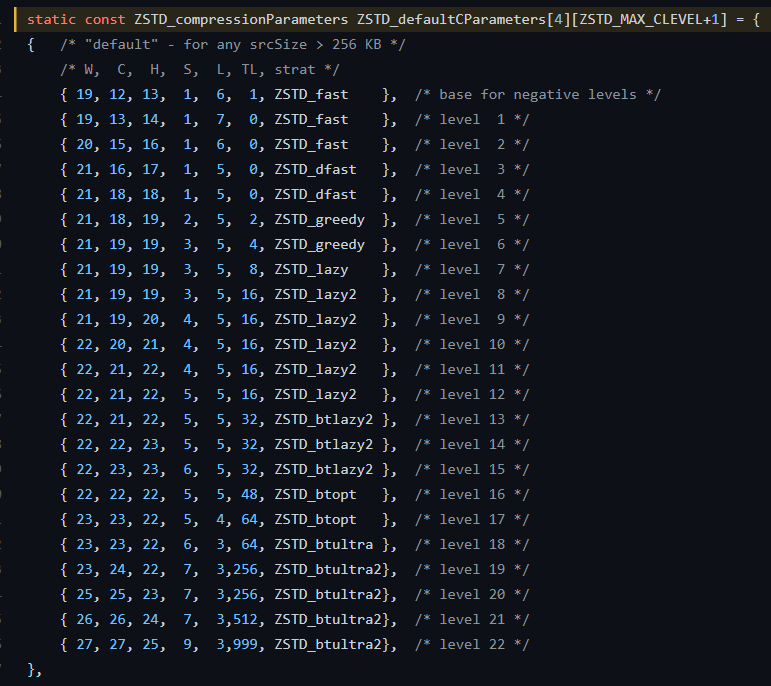 static const ZSTD_compressionParameters ZSTD_defaultCParameters[4][ZSTD_MAX_CLEVEL+1] = {
{   /* "default" - for any srcSize > 256 KB */
    /* W,  C,  H,  S,  L, TL, strat */
    { 19, 12, 13,  1,  6,  1, ZSTD_fast    },  /* base for negative levels */
    { 19, 13, 14,  1,  7,  0, ZSTD_fast    },  /* level  1 */
    { 20, 15, 16,  1,  6,  0, ZSTD_fast    },  /* level  2 */
    { 21, 16, 17,  1,  5,  0, ZSTD_dfast   },  /* level  3 */
    { 21, 18, 18,  1,  5,  0, ZSTD_dfast   },  /* level  4 */
    { 21, 18, 19,  2,  5,  2, ZSTD_greedy  },  /* level  5 */
    { 21, 19, 19,  3,  5,  4, ZSTD_greedy  },  /* level  6 */
    { 21, 19, 19,  3,  5,  8, ZSTD_lazy    },  /* level  7 */
    { 21, 19, 19,  3,  5, 16, ZSTD_lazy2   },  /* level  8 */
    { 21, 19, 20,  4,  5, 16, ZSTD_lazy2   },  /* level  9 */
    { 22, 20, 21,  4,  5, 16, ZSTD_lazy2   },  /* level 10 */
    { 22, 21, 22,  4,  5, 16, ZSTD_lazy2   },  /* level 11 */
    { 22, 21, 22,  5,  5, 16, ZSTD_lazy2   },  /* level 12 */
    { 22, 21, 22,  5,  5, 32, ZSTD_btlazy2 },  /* level 13 */
    { 22, 22, 23,  5,  5, 32, ZSTD_btlazy2 },  /* level 14 */
    { 22, 23, 23,  6,  5, 32, ZSTD_btlazy2 },  /* level 15 */
    { 22, 22, 22,  5,  5, 48, ZSTD_btopt   },  /* level 16 */
    { 23, 23, 22,  5,  4, 64, ZSTD_btopt   },  /* level 17 */
    { 23, 23, 22,  6,  3, 64, ZSTD_btultra },  /* level 18 */
    { 23, 24, 22,  7,  3,256, ZSTD_btultra2},  /* level 19 */
    { 25, 25, 23,  7,  3,256, ZSTD_btultra2},  /* level 20 */
    { 26, 26, 24,  7,  3,512, ZSTD_btultra2},  /* level 21 */
    { 27, 27, 25,  9,  3,999, ZSTD_btultra2},  /* level 22 */
},